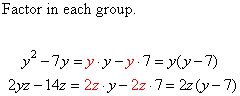 Factor in each group.
y² − 7y = y · y − y · 7 = y(y − 7)
2yz − 14z = 2z · y − 2z · 7 = 2z(y − 7)